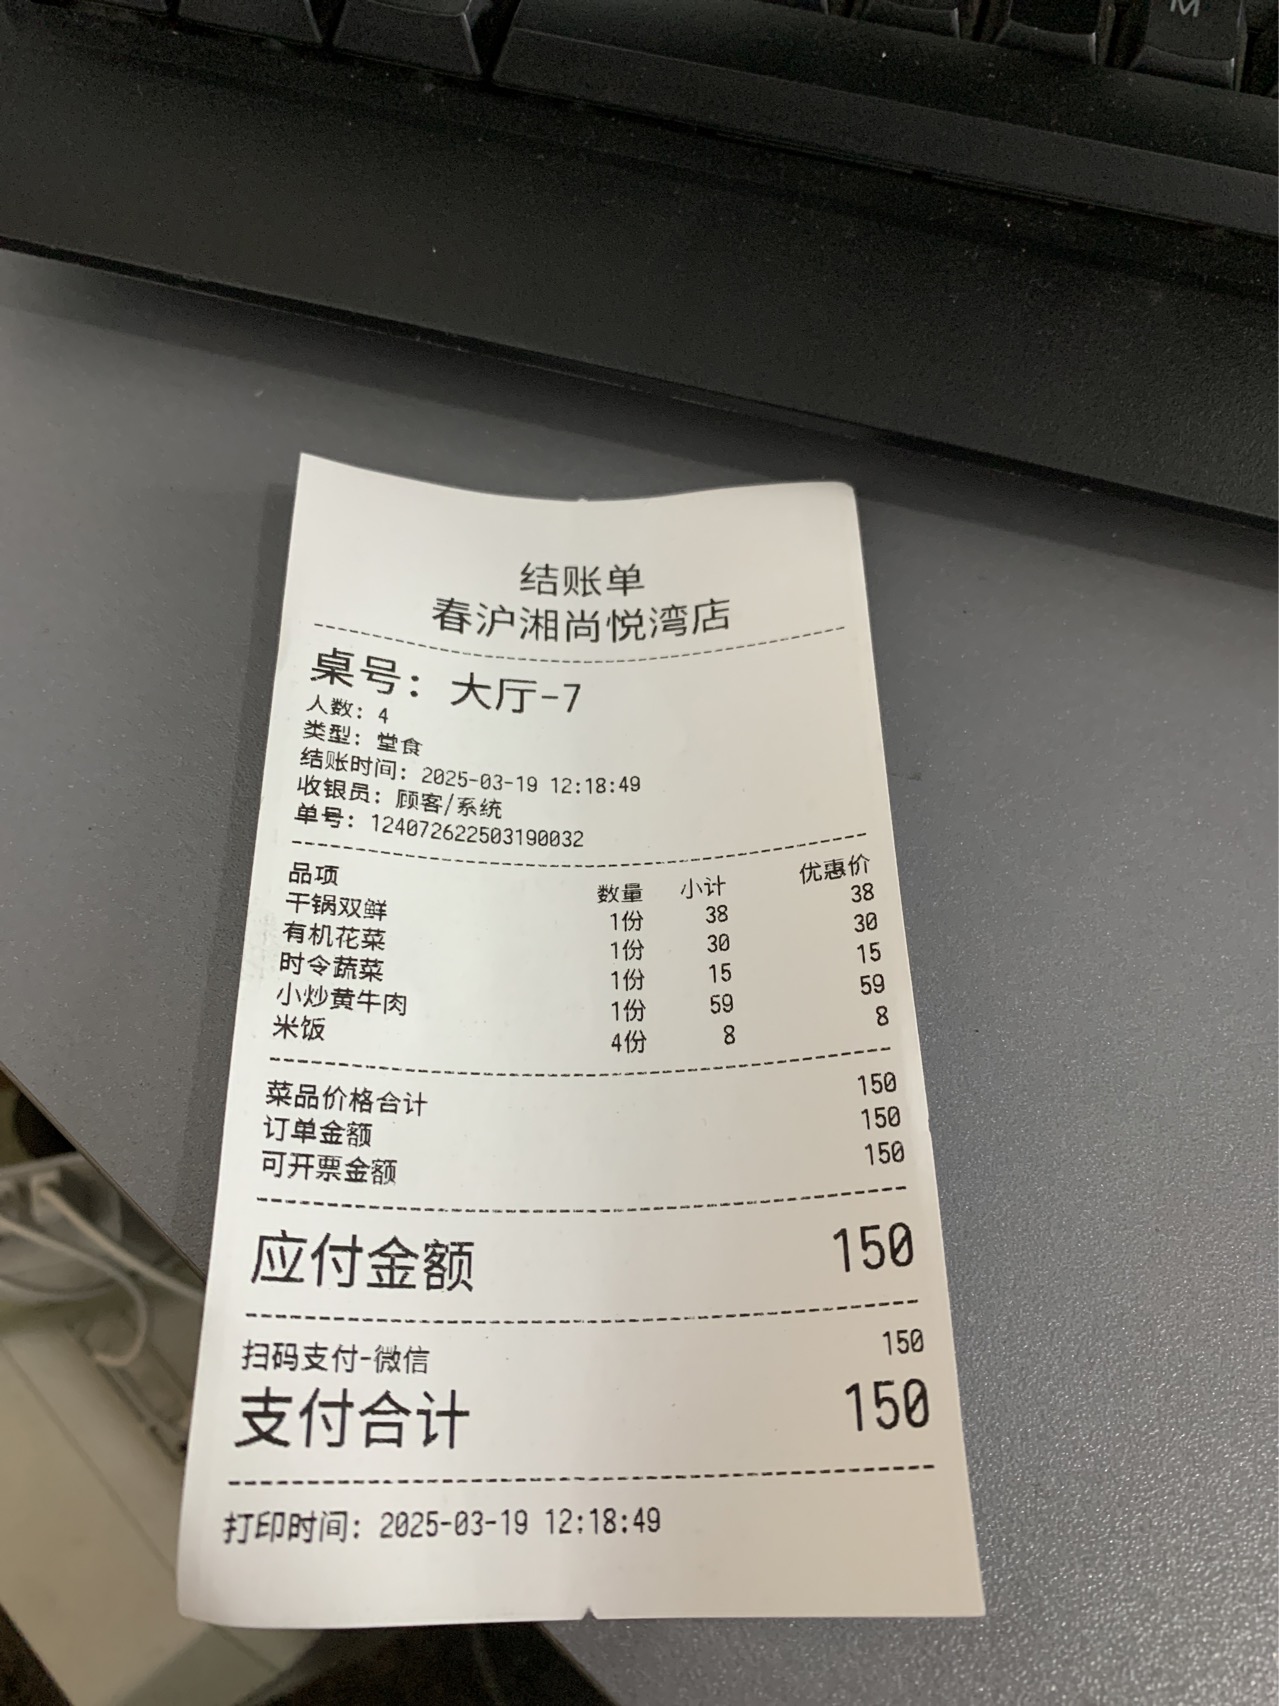 M
结账单
春沪湘尚悦湾店
桌号：大厅-7
人数：4
类型：堂食
结账时间：2025-03-19 12:18:49
收银员：顾客/系统
单号：124072622503190032
品项 数量 小计 优惠价
干锅双鲜 1份 38 38
有机花菜 1份 30 30
时令蔬菜 1份 15 15
小炒黄牛肉 1份 59 59
米饭 4份 8 8
菜品价格合计 150
订单金额 150
可开票金额 150
应付金额 150
扫码支付-微信 150
支付合计 150
打印时间：2025-03-19 12:18:49